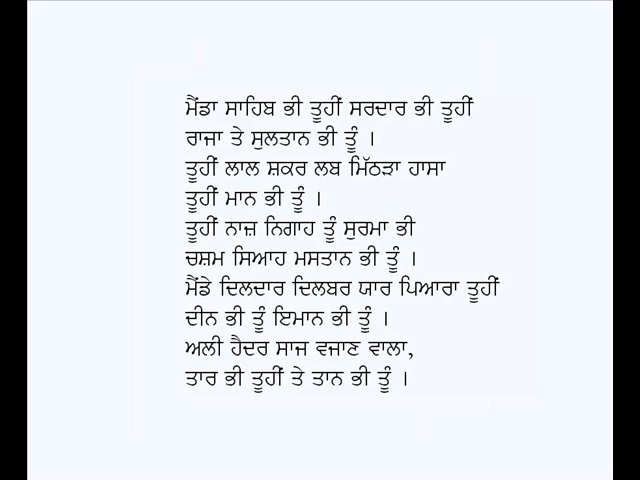 ਮੈਂਡਾ ਸਾਹਿਬ ਭੀ ਤੂਹੀਂ ਸਰਦਾਰ ਭੀ ਤੂਹੀਂ
ਰਾਜਾ ਤੇ ਸੁਲਤਾਨ ਭੀ ਤੂੰ ।
ਤੂਹੀਂ ਲਾਲ ਸ਼ਕਰ ਲਬ ਮਿੱਠੜਾ ਹਾਸਾ
ਤੂਹੀਂ ਮਾਨ ਭੀ ਤੂੰ ।
ਤੂਹੀਂ ਨਾਜ਼ ਨਿਗਾਹ ਤੂੰ ਸੁਰਮਾ ਭੀ
ਚਸ਼ਮ ਸਿਆਹ ਮਸਤਾਨ ਭੀ ਤੂੰ ।
ਮੈਂਡੇ ਦਿਲਦਾਰ ਦਿਲਬਰ ਯਾਰ ਪਿਆਰਾ ਤੂਹੀਂ
ਦੀਨ ਭੀ ਤੂੰ ਇਮਾਨ ਭੀ ਤੂੰ ।
ਅਲੀ ਹੈਦਰ ਸਾਜ ਵਜਾਣ ਵਾਲਾ,
ਤਾਰ ਭੀ ਤੂਹੀਂ ਤੇ ਤਾਨ ਭੀ ਤੂੰ ।